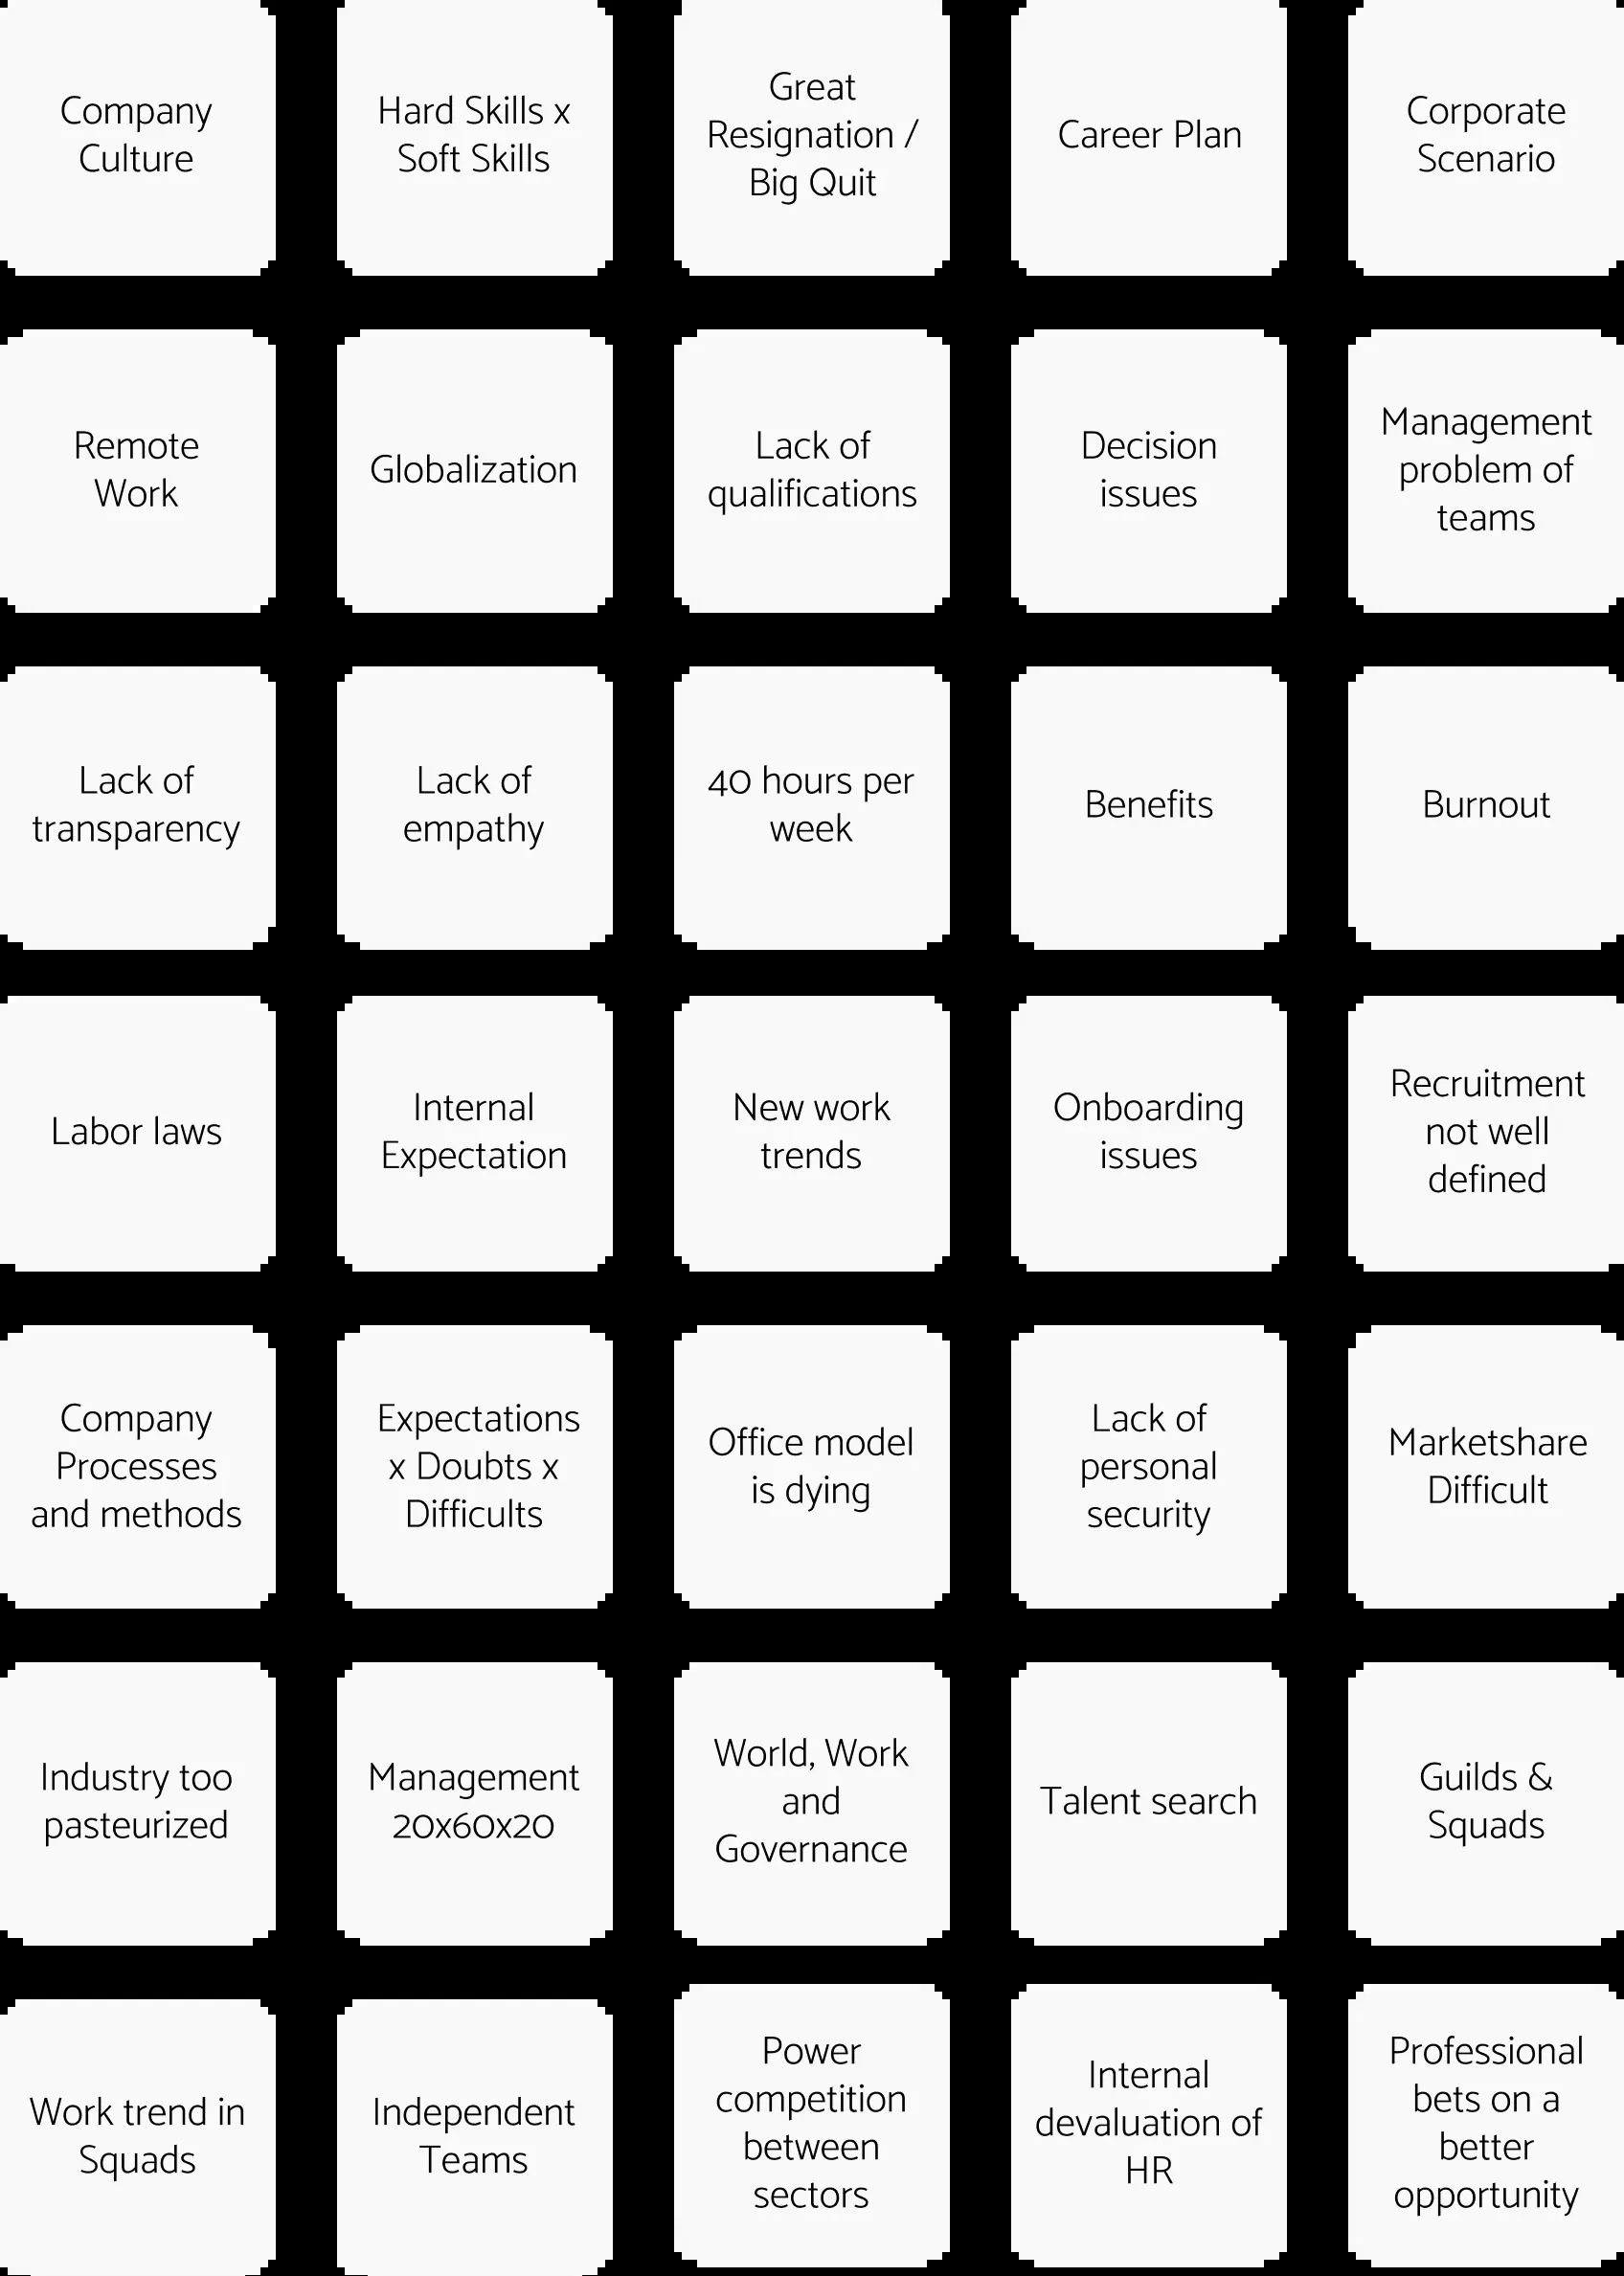 Company
Culture
Hard Skills x
Soft Skills
Great
Resignation /
Big Quit
Career Plan
Corporate
Scenario
Remote
Work
Globalization
Lack of
qualifications
Decision
issues
Management
problem of
teams
Lack of
transparency
Lack of
empathy
40 hours per
week
Benefits
Burnout
Labor laws
Internal
Expectation
New work
trends
Onboarding
issues
Recruitment
not well
defined
Company
Processes
and methods
Expectations
x Doubts x
Difficults
Office model
is dying
Lack of
personal
security
Marketshare
Difficult
Industry too
pasteurized
Management
20x60x20
World, Work
and
Governance
Talent search
Guilds &
Squads
Work trend in
Squads
Independent
Teams
Power
competition
between
sectors
Internal
devaluation of
HR
Professional
bets on a
better
opportunity